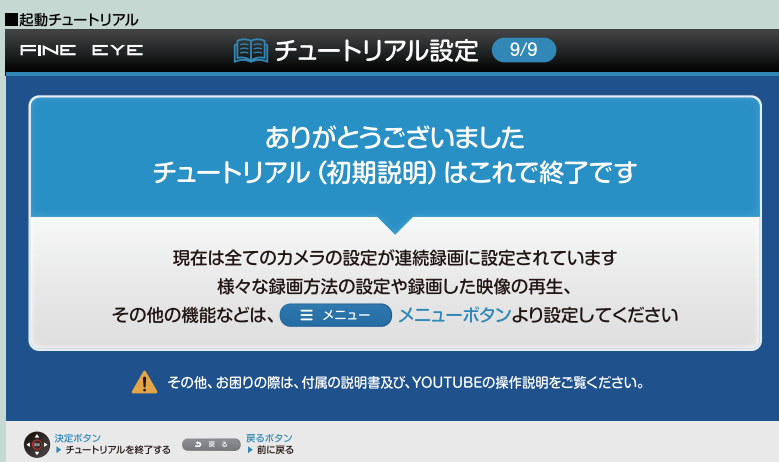 ■起動チュートリアル
FINE EYE
チュートリアル設定 9/9
ありがとうございました
チュートリアル（初期説明）はこれで終了です
現在は全てのカメラの設定が連続録画に設定されています
様々な録画方法の設定や録画した映像の再生、
その他の機能などは、 ☰ メニュー メニューボタンより設定してください
その他、お困りの際は、付属の説明書及び、YOUTUBEの操作説明をご覧ください。
決定ボタン
▶ チュートリアルを終了する
戻る
戻るボタン
▶ 前に戻る